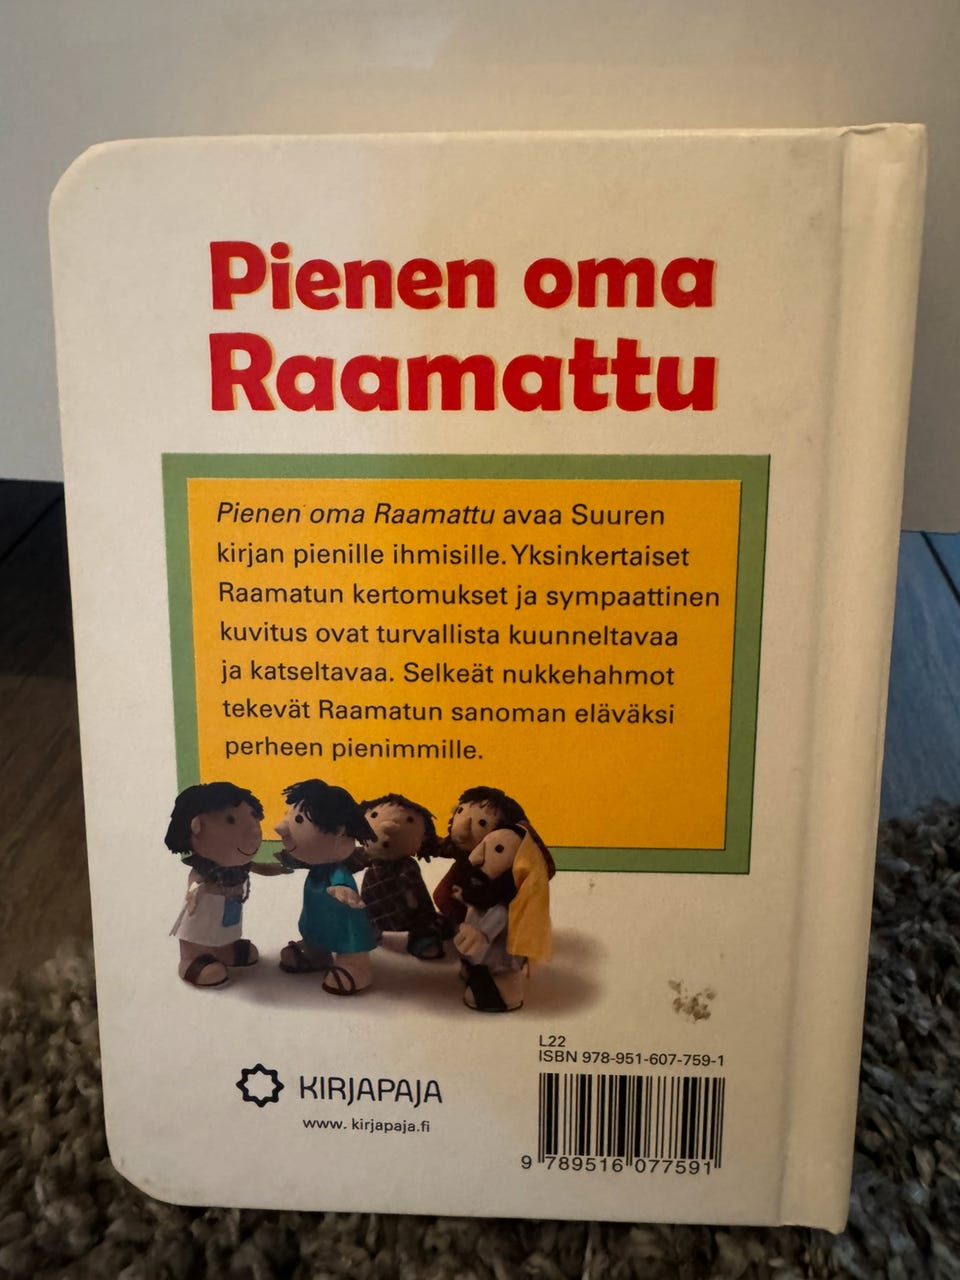 Pienen oma
Raamattu
Pienen oma Raamattu avaa Suuren
kirjan pienille ihmisille. Yksinkertaiset
Raamatun kertomukset ja sympaattinen
kuvitus ovat turvallista kuunneltavaa
ja katseltavaa. Selkeät nukkehahmot
tekevät Raamatun sanoman eläväksi
perheen pienimmille.
L22
ISBN 978-951-607-759-1
KIRJAPAJA
www. kirjapaja.fi
9 789516 077591